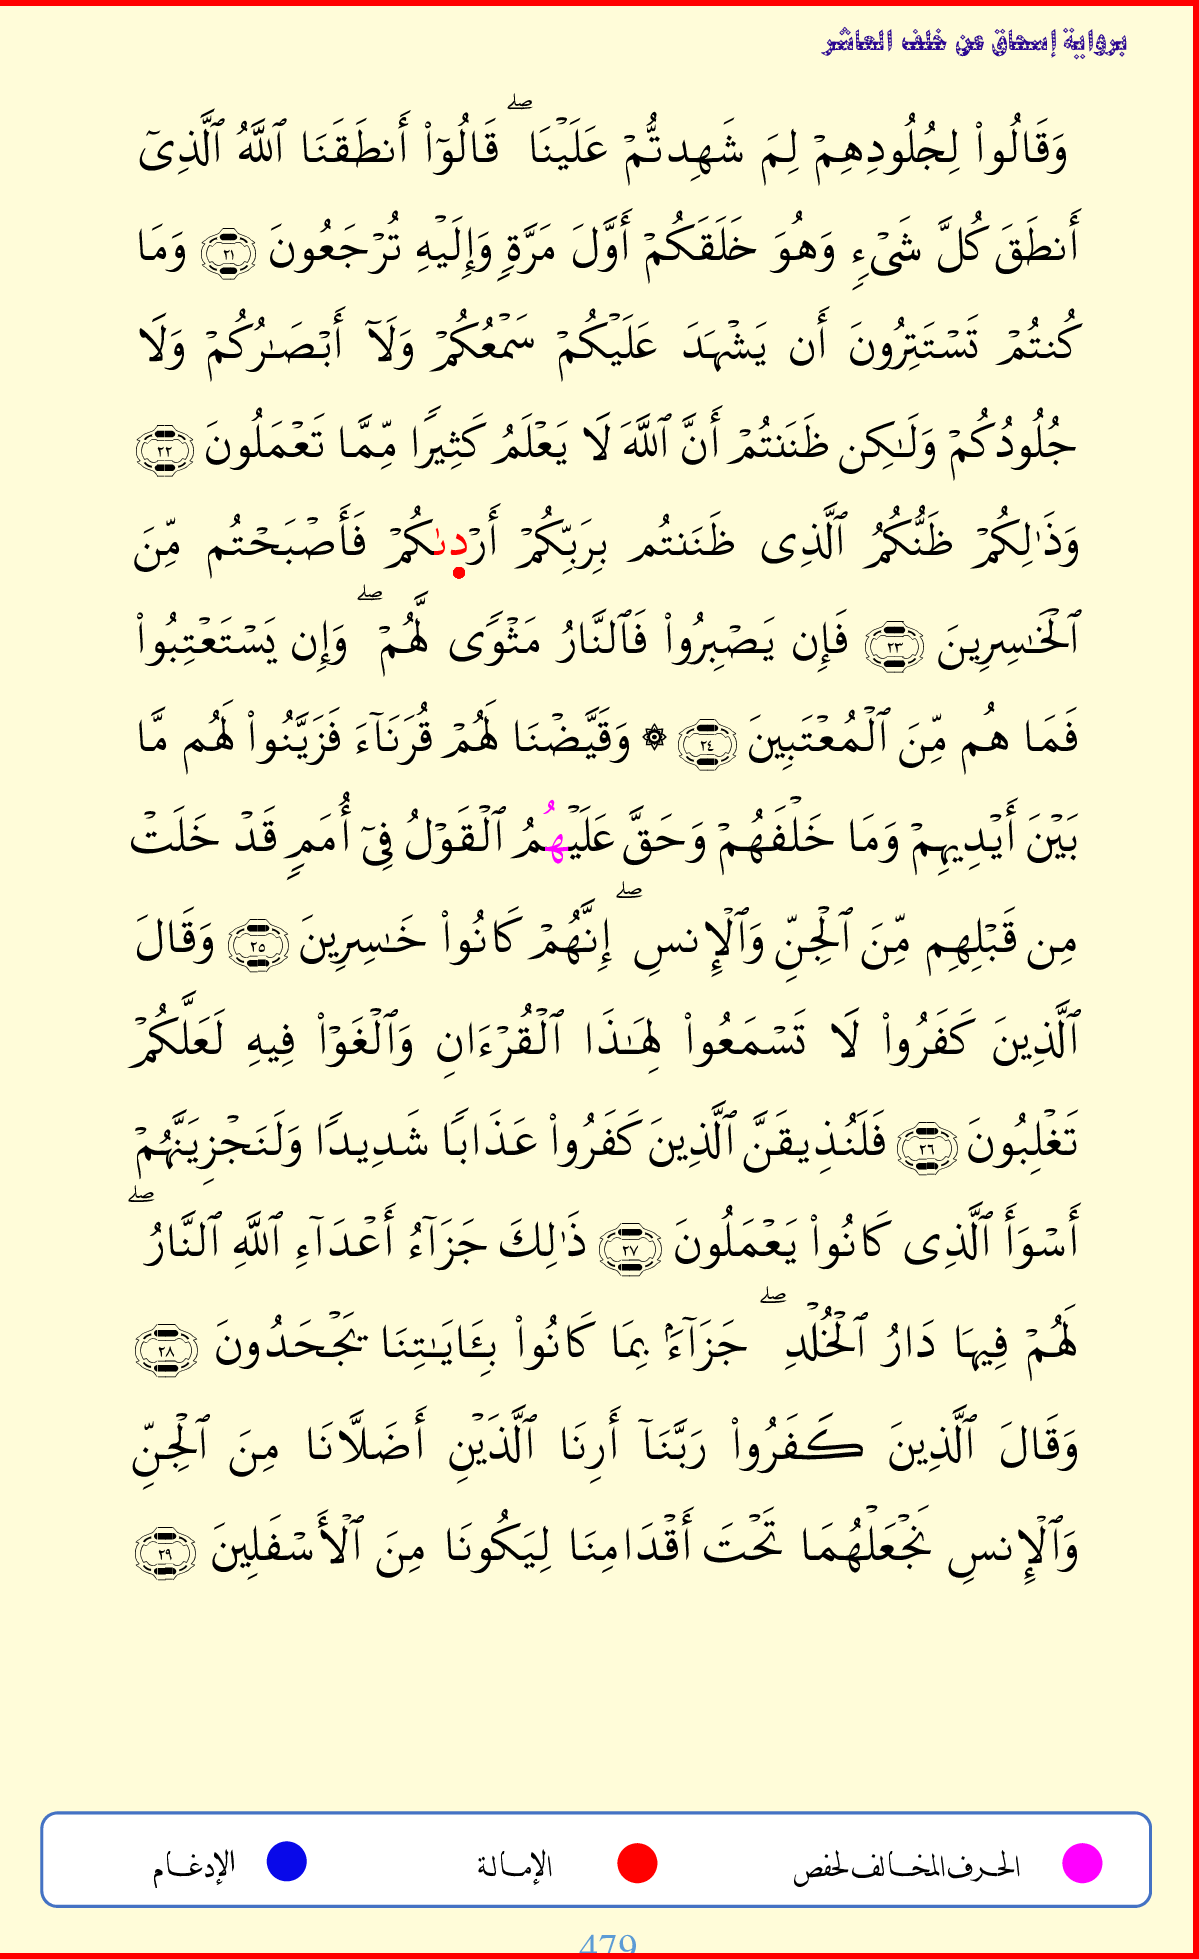 برواية إسحاق عن خلف العاشر
وَقَالُوا۟ لِجُلُودِهِمْ لِمَ شَهِدتُّمْ عَلَيْنَا ۖ قَالُوٓا۟ أَنطَقَنَا ٱللَّهُ ٱلَّذِىٓ
أَنطَقَ كُلَّ شَىْءٍ وَهُوَ خَلَقَكُمْ أَوَّلَ مَرَّةٍ وَإِلَيْهِ تُرْجَعُونَ ٢١ وَمَا
كُنتُمْ تَسْتَتِرُونَ أَن يَشْهَدَ عَلَيْكُمْ سَمْعُكُمْ وَلَآ أَبْصَـٰرُكُمْ وَلَا
جُلُودُكُمْ وَلَـٰكِن ظَنَنتُمْ أَنَّ ٱللَّهَ لَا يَعْلَمُ كَثِيرًا مِّمَّا تَعْمَلُونَ ٢٢
وَذَٰلِكُمْ ظَنُّكُمُ ٱلَّذِى ظَنَنتُم بِرَبِّكُمْ أَرْدىٰكُمْ فَأَصْبَحْتُم مِّنَ
ٱلْخَـٰسِرِينَ ٢٣ فَإِن يَصْبِرُوا۟ فَٱلنَّارُ مَثْوًى لَّهُمْ ۖ وَإِن يَسْتَعْتِبُوا۟
فَمَا هُم مِّنَ ٱلْمُعْتَبِينَ ٢٤ ۞ وَقَيَّضْنَا لَهُمْ قُرَنَآءَ فَزَيَّنُوا۟ لَهُم مَّا
بَيْنَ أَيْدِيهِمْ وَمَا خَلْفَهُمْ وَحَقَّ عَلَيْهُمُ ٱلْقَوْلُ فِىٓ أُمَمٍ قَدْ خَلَتْ
مِن قَبْلِهِم مِّنَ ٱلْجِنِّ وَٱلْإِنسِ ۖ إِنَّهُمْ كَانُوا۟ خَـٰسِرِينَ ٢٥ وَقَالَ
ٱلَّذِينَ كَفَرُوا۟ لَا تَسْمَعُوا۟ لِهَـٰذَا ٱلْقُرْءَانِ وَٱلْغَوْا۟ فِيهِ لَعَلَّكُمْ
تَغْلِبُونَ ٢٦ فَلَنُذِيقَنَّ ٱلَّذِينَ كَفَرُوا۟ عَذَابًا شَدِيدًا وَلَنَجْزِيَنَّهُمْ
أَسْوَأَ ٱلَّذِى كَانُوا۟ يَعْمَلُونَ ٢٧ ذَٰلِكَ جَزَآءُ أَعْدَآءِ ٱللَّهِ ٱلنَّارُ ۖ
لَهُمْ فِيهَا دَارُ ٱلْخُلْدِ ۖ جَزَآءًۢ بِمَا كَانُوا۟ بِـَٔايَـٰتِنَا يَجْحَدُونَ ٢٨
وَقَالَ ٱلَّذِينَ كَفَرُوا۟ رَبَّنَآ أَرِنَا ٱلَّذَيْنِ أَضَلَّانَا مِنَ ٱلْجِنِّ
وَٱلْإِنسِ نَجْعَلْهُمَا تَحْتَ أَقْدَامِنَا لِيَكُونَا مِنَ ٱلْأَسْفَلِينَ ٢٩
الحرف المخالف لحفص الإمالة الإدغام
479